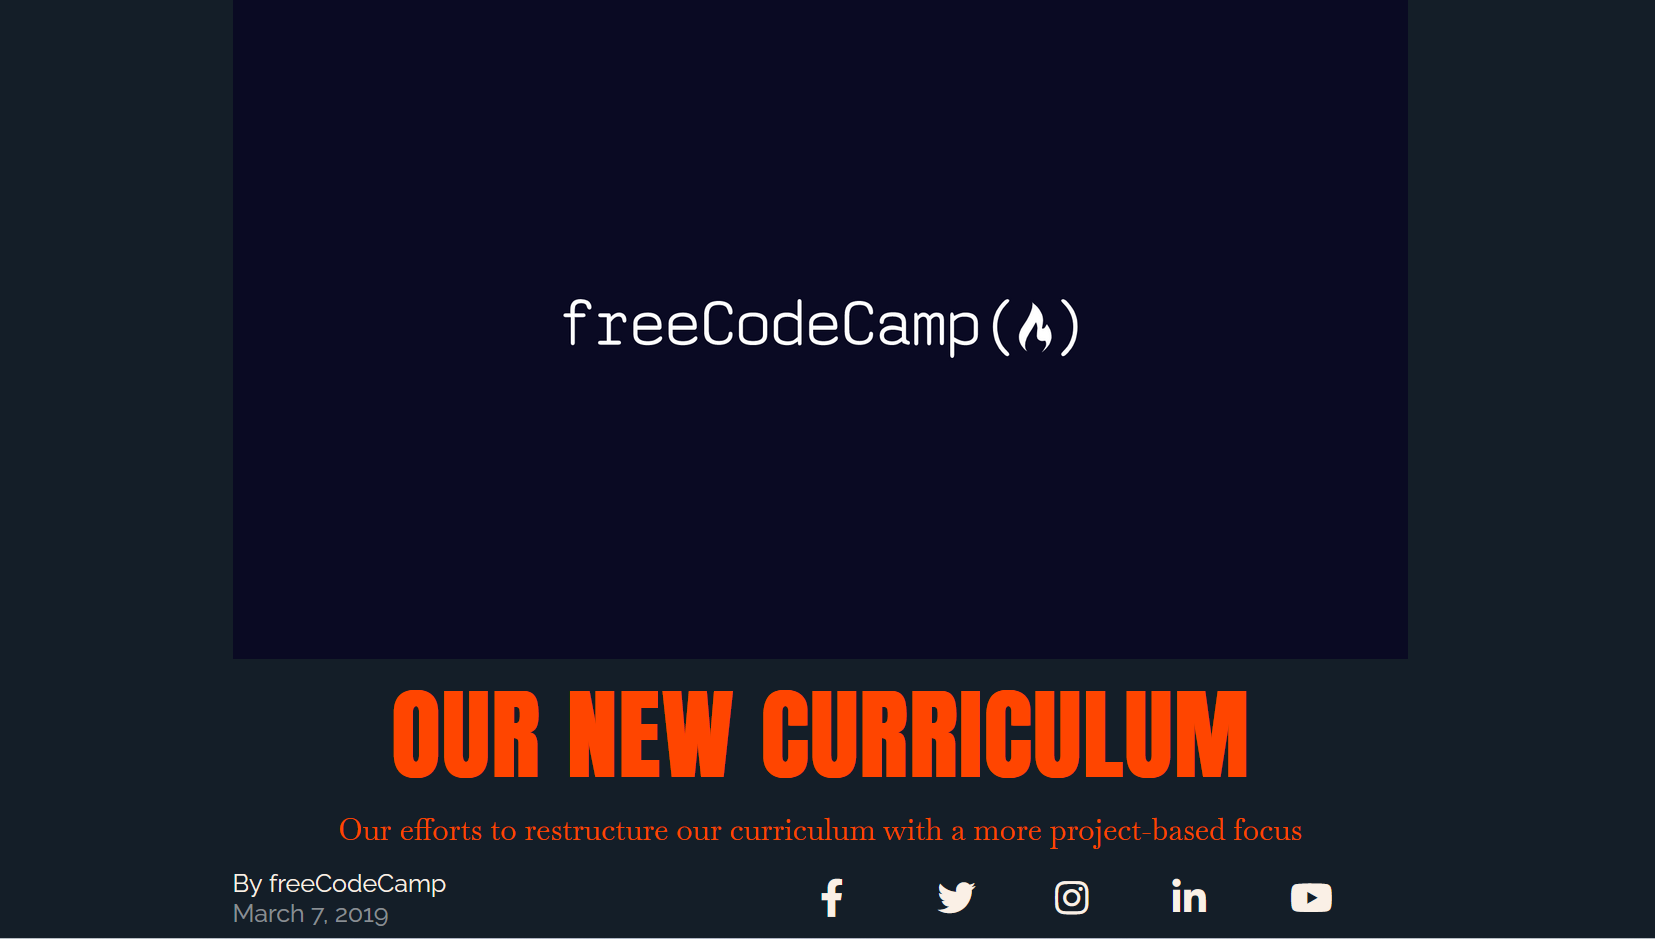 freeCodeCamp()
OUR NEW CURRICULUM
Our efforts to restructure our curriculum with a more project-based focus
By freeCodeCamp
March 7, 2019